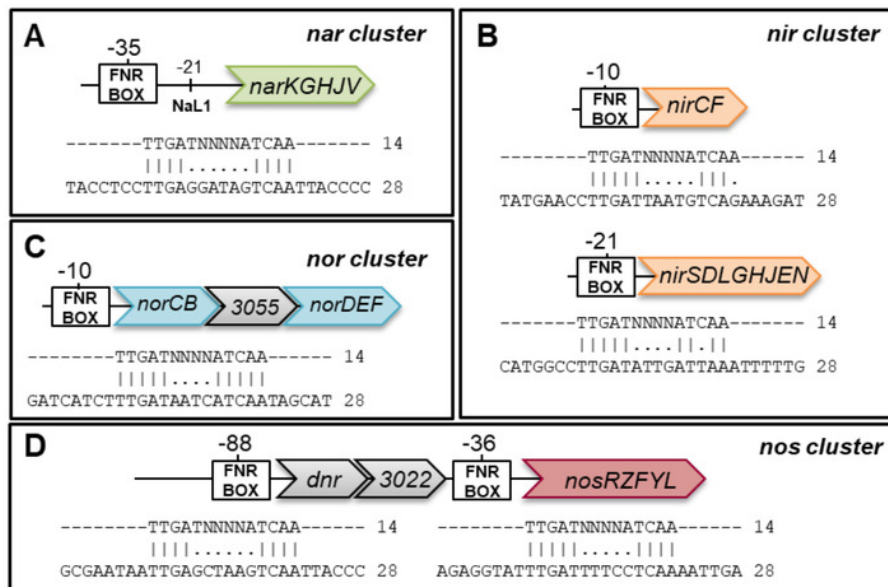 A
nar cluster
-35
FNR
BOX
-21
NaL1
narKGHJV
-------TTGATNNNNATCAA------- 14
||||......||||
TACCTCCTTGAGGATAGTCAATTACCCC 28
B
nir cluster
-10
FNR
BOX
nirCF
--------TTGATNNNNATCAA------ 14
|||||.....|||.
TATGAACCTTGATTAATGTCAGAAAGAT 28
-21
FNR
BOX
nirSDLGHJEN
-------TTGATNNNNATCAA------- 14
|||||....||.||
CATGGCCTTGATATTGATTAAATTTTTG 28
C
nor cluster
-10
FNR
BOX
norCB
3055
norDEF
--------TTGATNNNNATCAA------ 14
|||||....|||||
GATCATCTTTGATAATCATCAATAGCAT 28
D
nos cluster
-88
FNR
BOX
dnr
3022
-36
FNR
BOX
nosRZFYL
--------TTGATNNNNATCAA------ 14
||||......||||
GCGAATAATTGAGCTAAGTCAATTACCC 28
--------TTGATNNNNATCAA------ 14
|||||.....||||
AGAGGTATTTGATTTTCCTCAAAATTGA 28